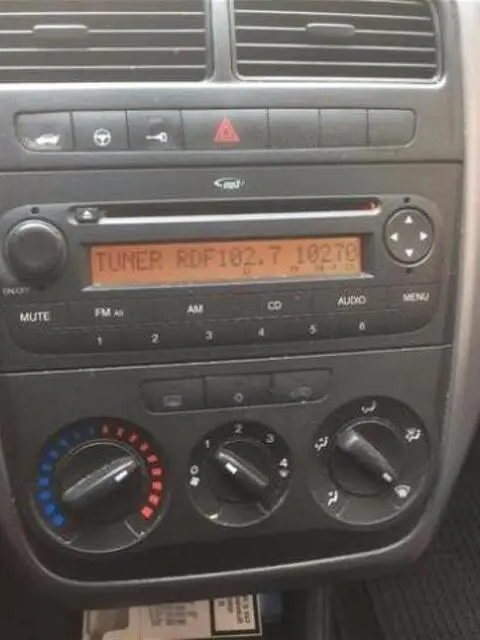 mp3
TUNER RDF102.7 10270
ON/OFF
MUTE FM AS AM CD AUDIO MENU
1 2 3 4 5 6
0 1 2 3 4